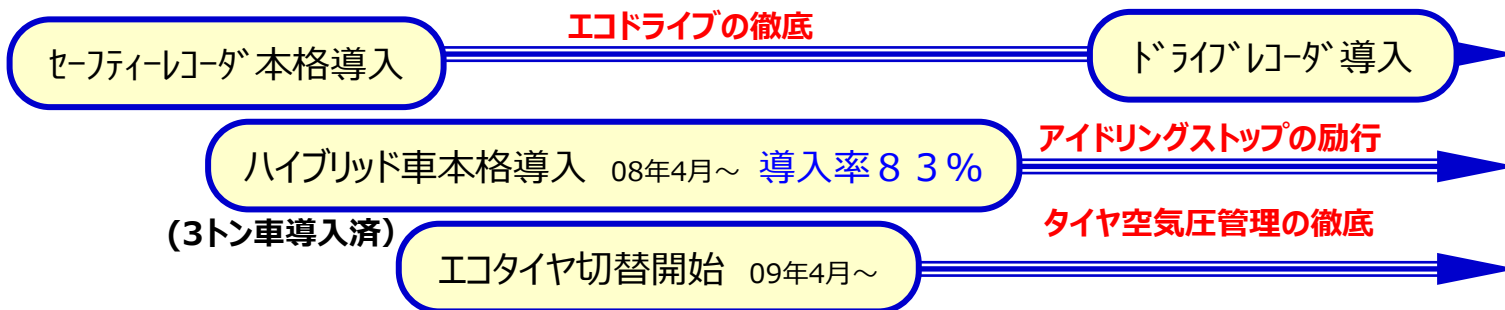 エコドライブの徹底
ｾｰﾌﾃｨｰﾚｺｰﾀﾞ本格導入
ﾄﾞﾗｲﾌﾞﾚｺｰﾀﾞ導入
アイドリングストップの励行
ハイブリッド車本格導入 08年4月～ 導入率８３％
(3トン車導入済）
タイヤ空気圧管理の徹底
エコタイヤ切替開始 09年4月～